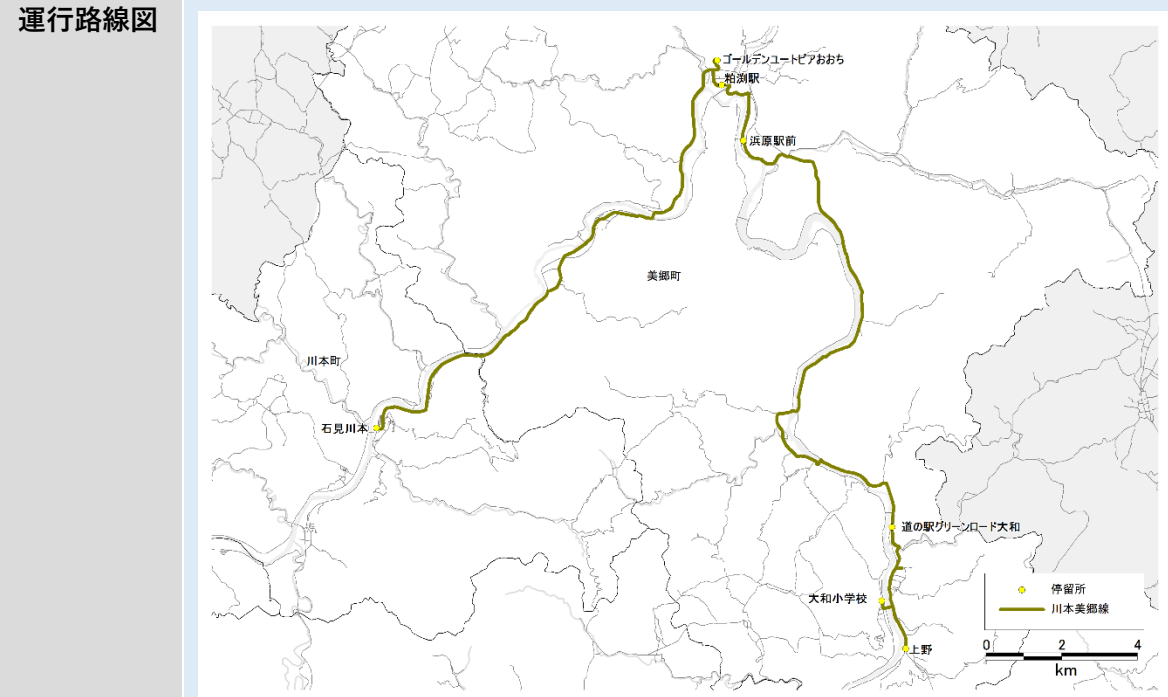 運行路線図
ゴールデンユートピアおおち
粕渕駅
浜原駅前
美郷町
川本町
石見川本
道の駅グリーンロード大和
大和小学校
上野
停留所
川本美郷線
0 2 4
km